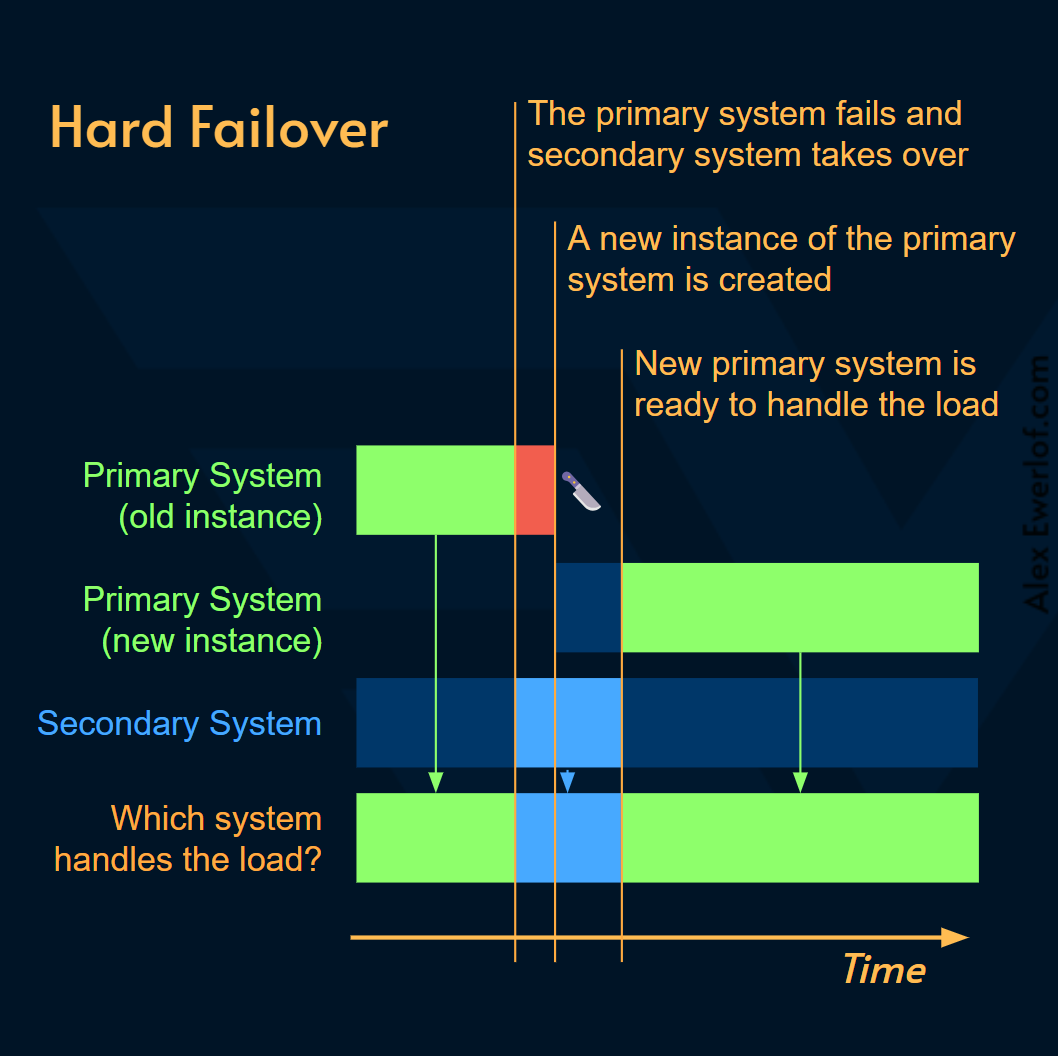 Hard Failover
The primary system fails and
secondary system takes over
A new instance of the primary
system is created
New primary system is
ready to handle the load
Primary System
(old instance)
Primary System
(new instance)
Secondary System
Which system
handles the load?
Time
Alex Ewerlof.com